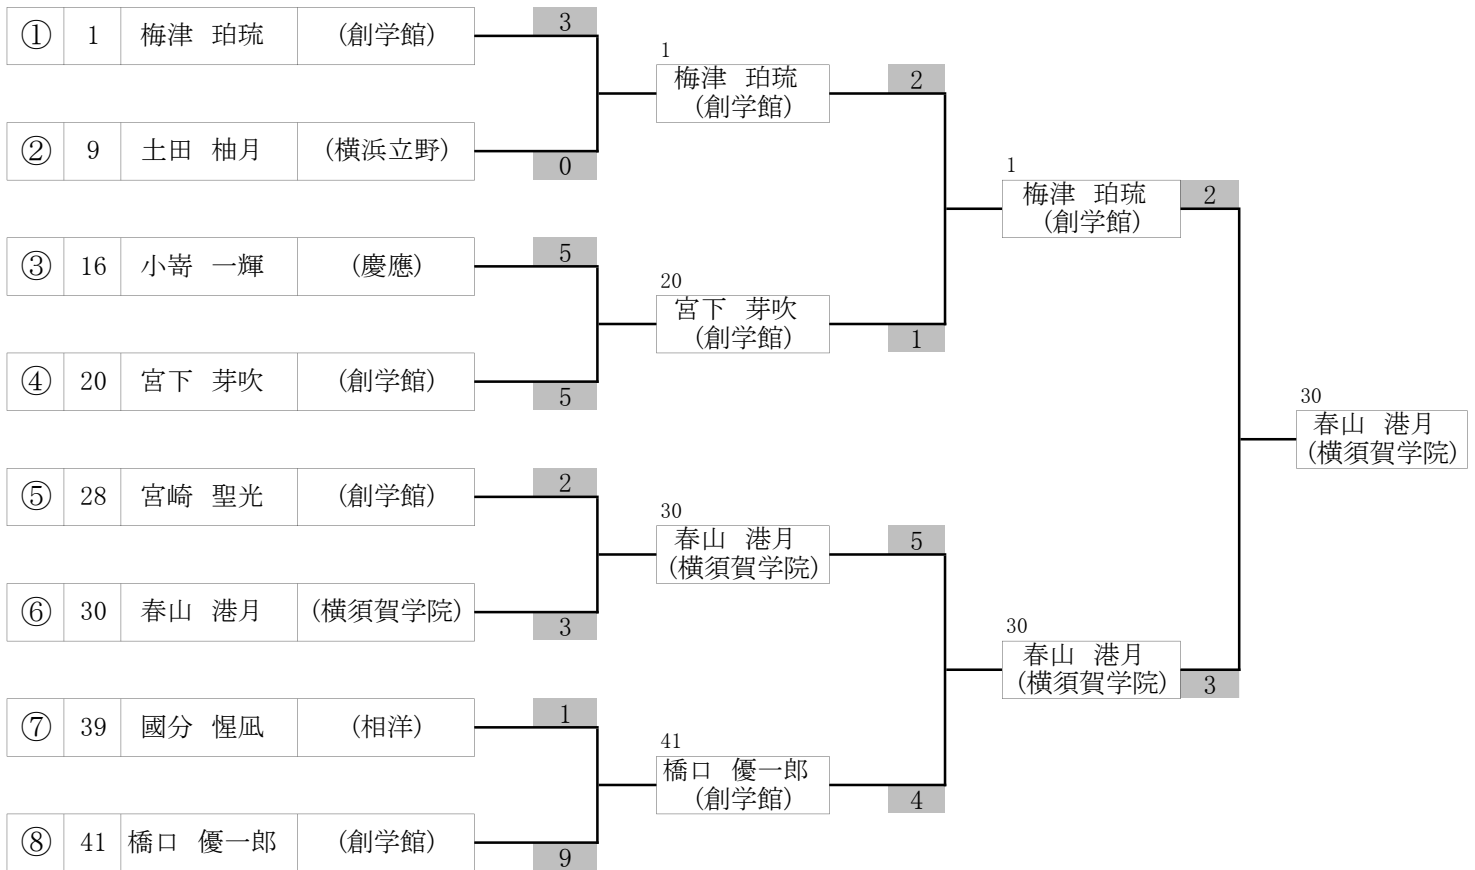 ① 1 梅津 珀琉 (創学館)
3
② 9 土田 柚月 (横浜立野)
0
③ 16 小嵜 一輝 (慶應)
5
④ 20 宮下 芽吹 (創学館)
5
⑤ 28 宮崎 聖光 (創学館)
2
⑥ 30 春山 港月 (横須賀学院)
3
⑦ 39 國分 惺凪 (相洋)
1
⑧ 41 橋口 優一郎 (創学館)
9
1
梅津 珀琉
(創学館)
2
20
宮下 芽吹
(創学館)
1
30
春山 港月
(横須賀学院)
5
41
橋口 優一郎
(創学館)
4
1
梅津 珀琉
(創学館)
2
30
春山 港月
(横須賀学院)
3
30
春山 港月
(横須賀学院)